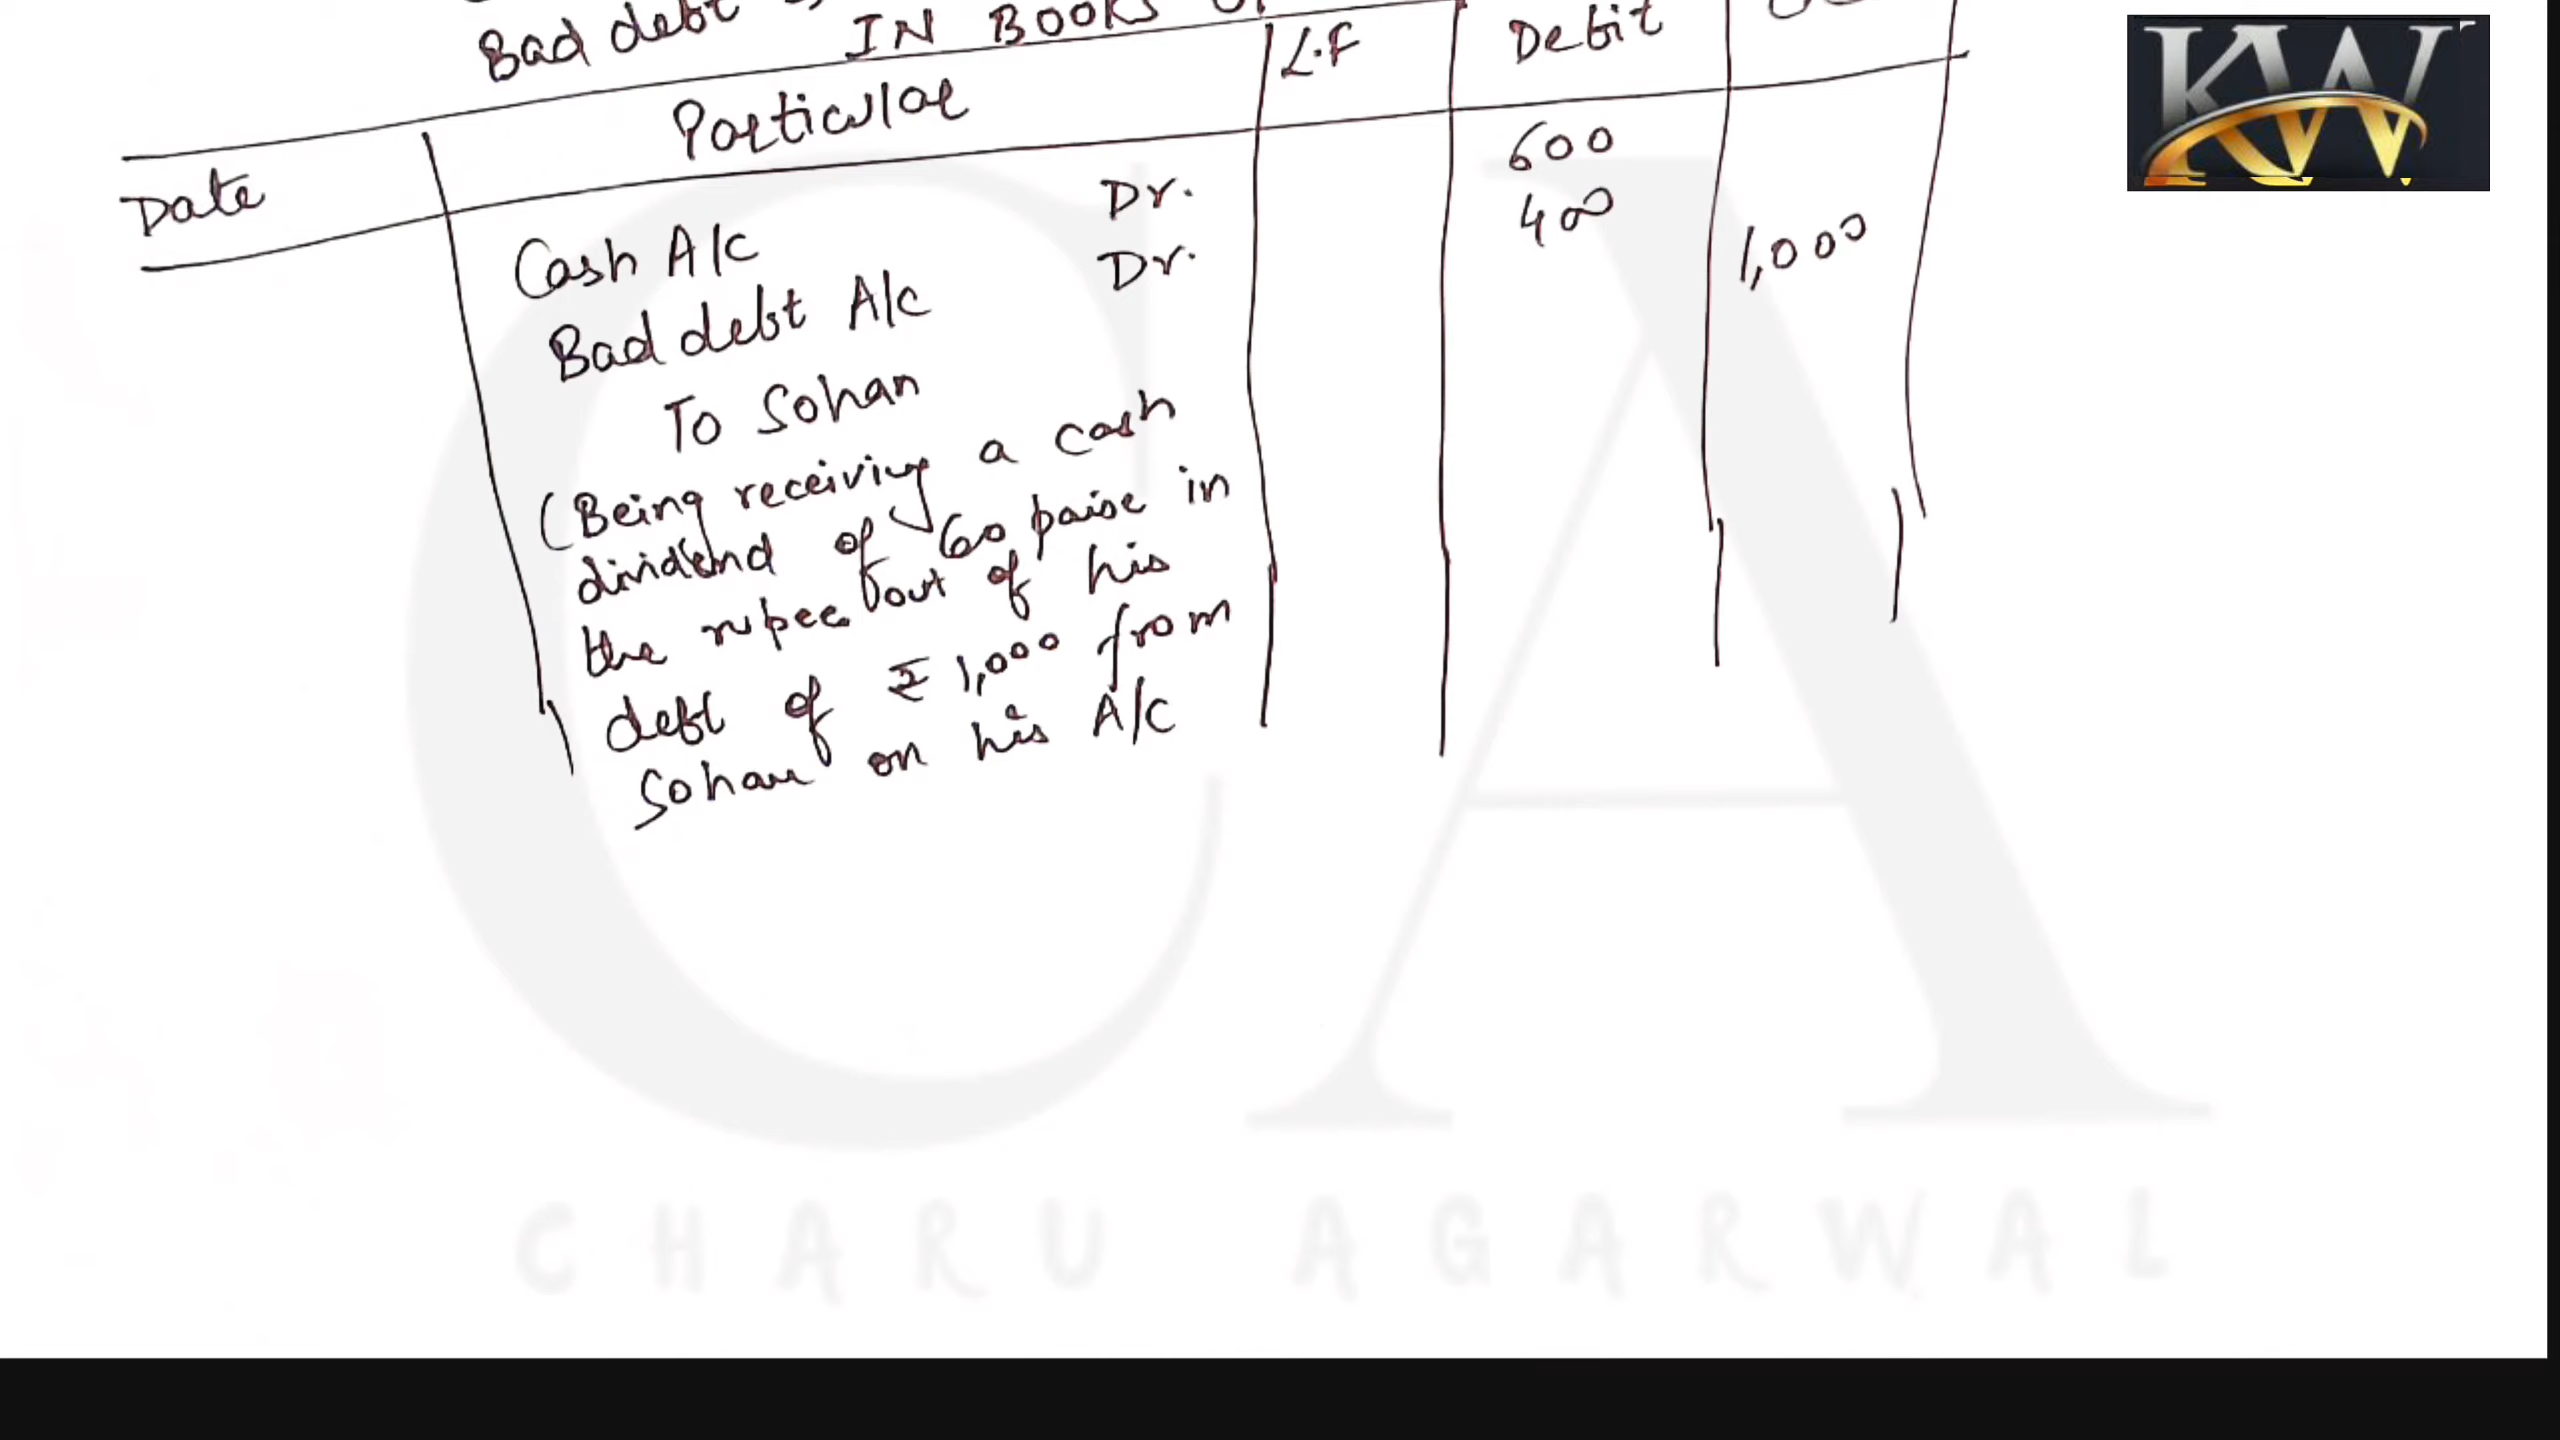 Bad debt
IN BOOKS
Date Particular L.F Debit
Cash A/c Dr. 600
Bad debt A/c Dr. 400
To Sohan 1,000
(Being receiving a cash
dividend of 60 paise in
the rupee out of his
debt of ₹ 1,000 from
Sohan on his A/c
KW
CA
CHARU AGARWAL